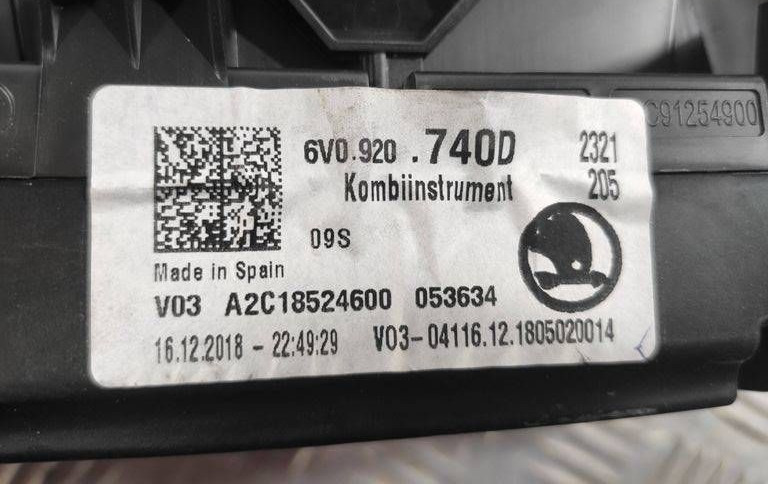 C91254900
6V0.920 .740D 2321
Kombiinstrument 205
09S
Made in Spain
V03 A2C18524600 053634
16.12.2018 - 22:49:29 V03-04116.12.1805020014